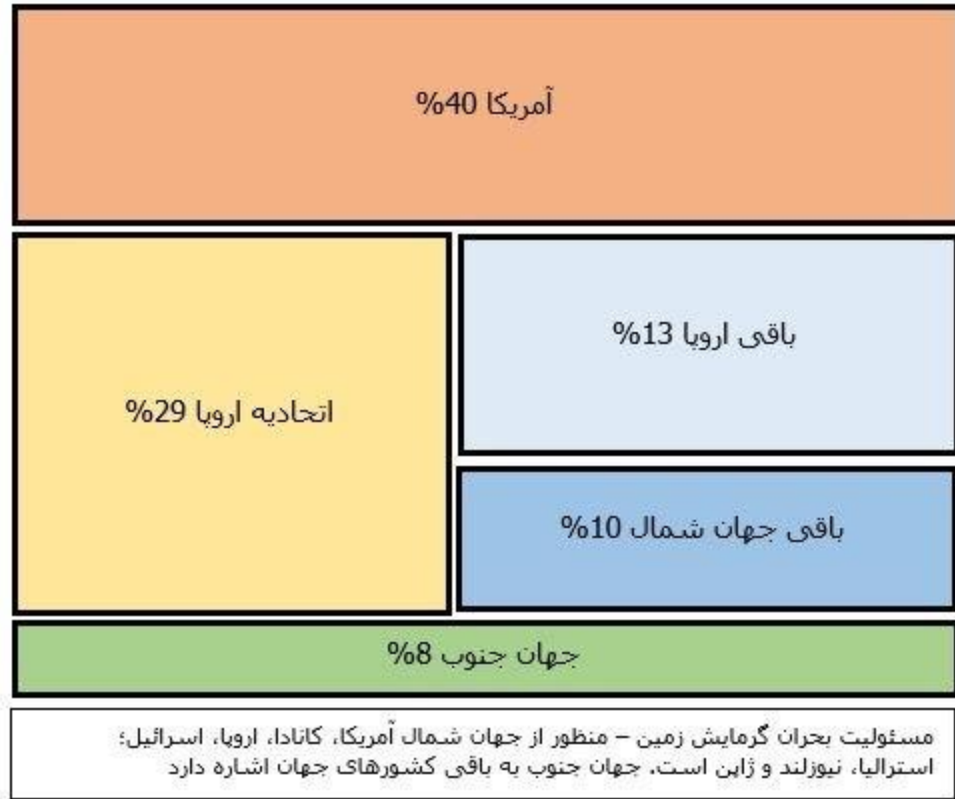 آمریکا 40%
باقی اروپا 13%
اتحادیه اروپا 29%
باقی جهان شمال 10%
جهان جنوب 8%
مسئولیت بحران گرمایش زمین – منظور از جهان شمال آمریکا، کانادا، اروپا، اسرائیل؛
استرالیا، نیوزلند و ژاپن است. جهان جنوب به باقی کشورهای جهان اشاره دارد